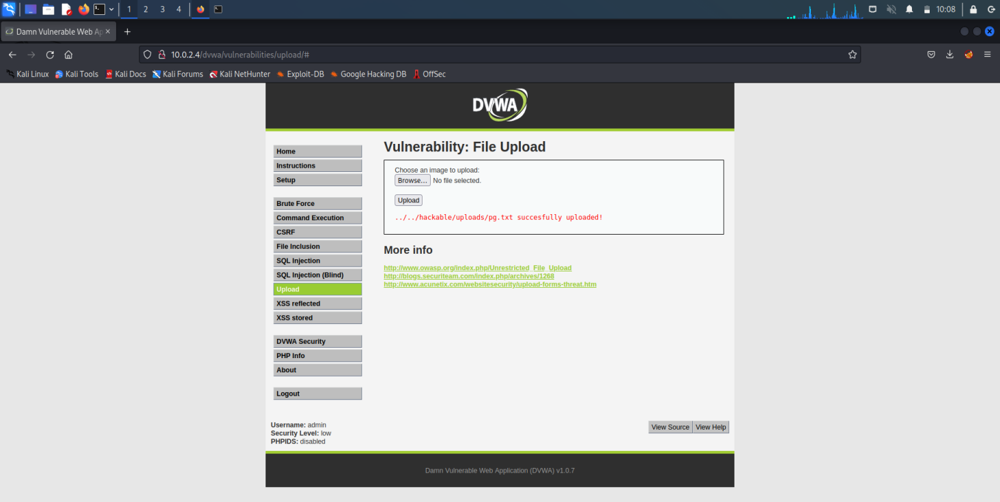 1 2 3 4 10:08
Damn Vulnerable Web Ap
10.0.2.4/dvwa/vulnerabilities/upload/#
Kali Linux Kali Tools Kali Docs Kali Forums Kali NetHunter Exploit-DB Google Hacking DB OffSec
DVWA
Vulnerability: File Upload
Home
Instructions
Setup
Brute Force
Command Execution
CSRF
File Inclusion
SQL Injection
SQL Injection (Blind)
Upload
XSS reflected
XSS stored
DVWA Security
PHP Info
About
Logout
Choose an image to upload:
Browse... No file selected.
Upload
../../hackable/uploads/pg.txt succesfully uploaded!
More info
http://www.owasp.org/index.php/Unrestricted_File_Upload
http://blogs.securiteam.com/index.php/archives/1268
http://www.acunetix.com/websitesecurity/upload-forms-threat.htm
Username: admin
Security Level: low
PHPIDS: disabled
View Source View Help
Damn Vulnerable Web Application (DVWA) v1.0.7